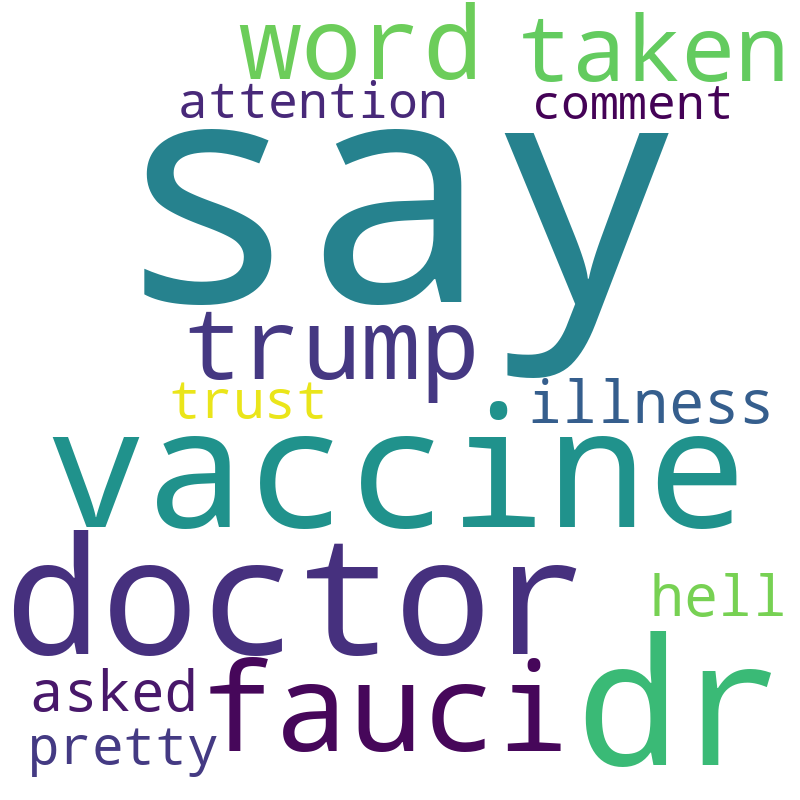 word taken
attention comment
say
trump
trust illness
vaccine
doctor
hell
asked fauci dr
pretty